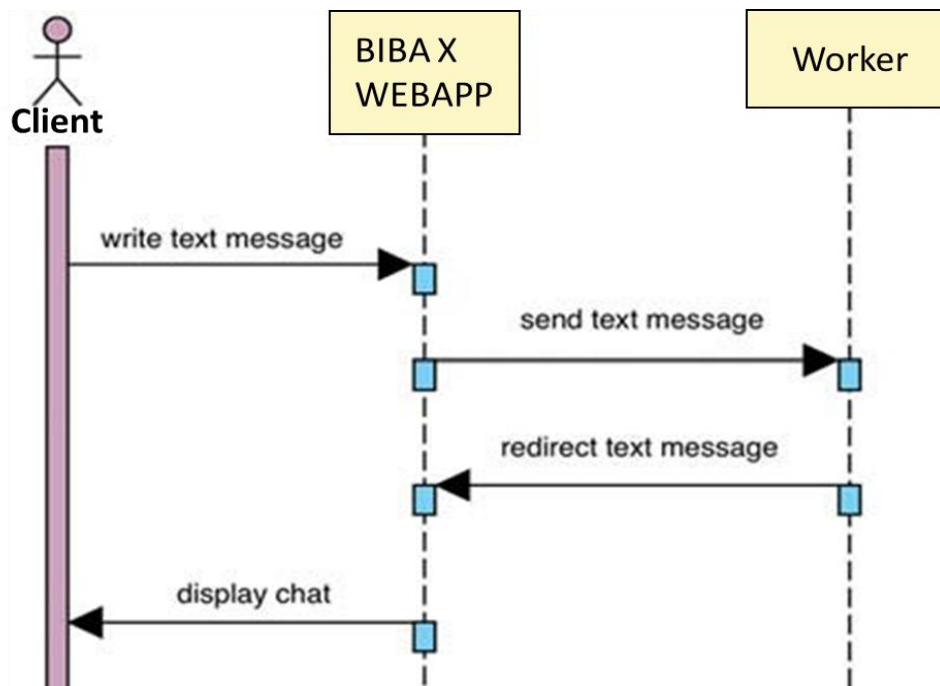 BIBA X
WEBAPP
Worker
Client
write text message
send text message
redirect text message
display chat